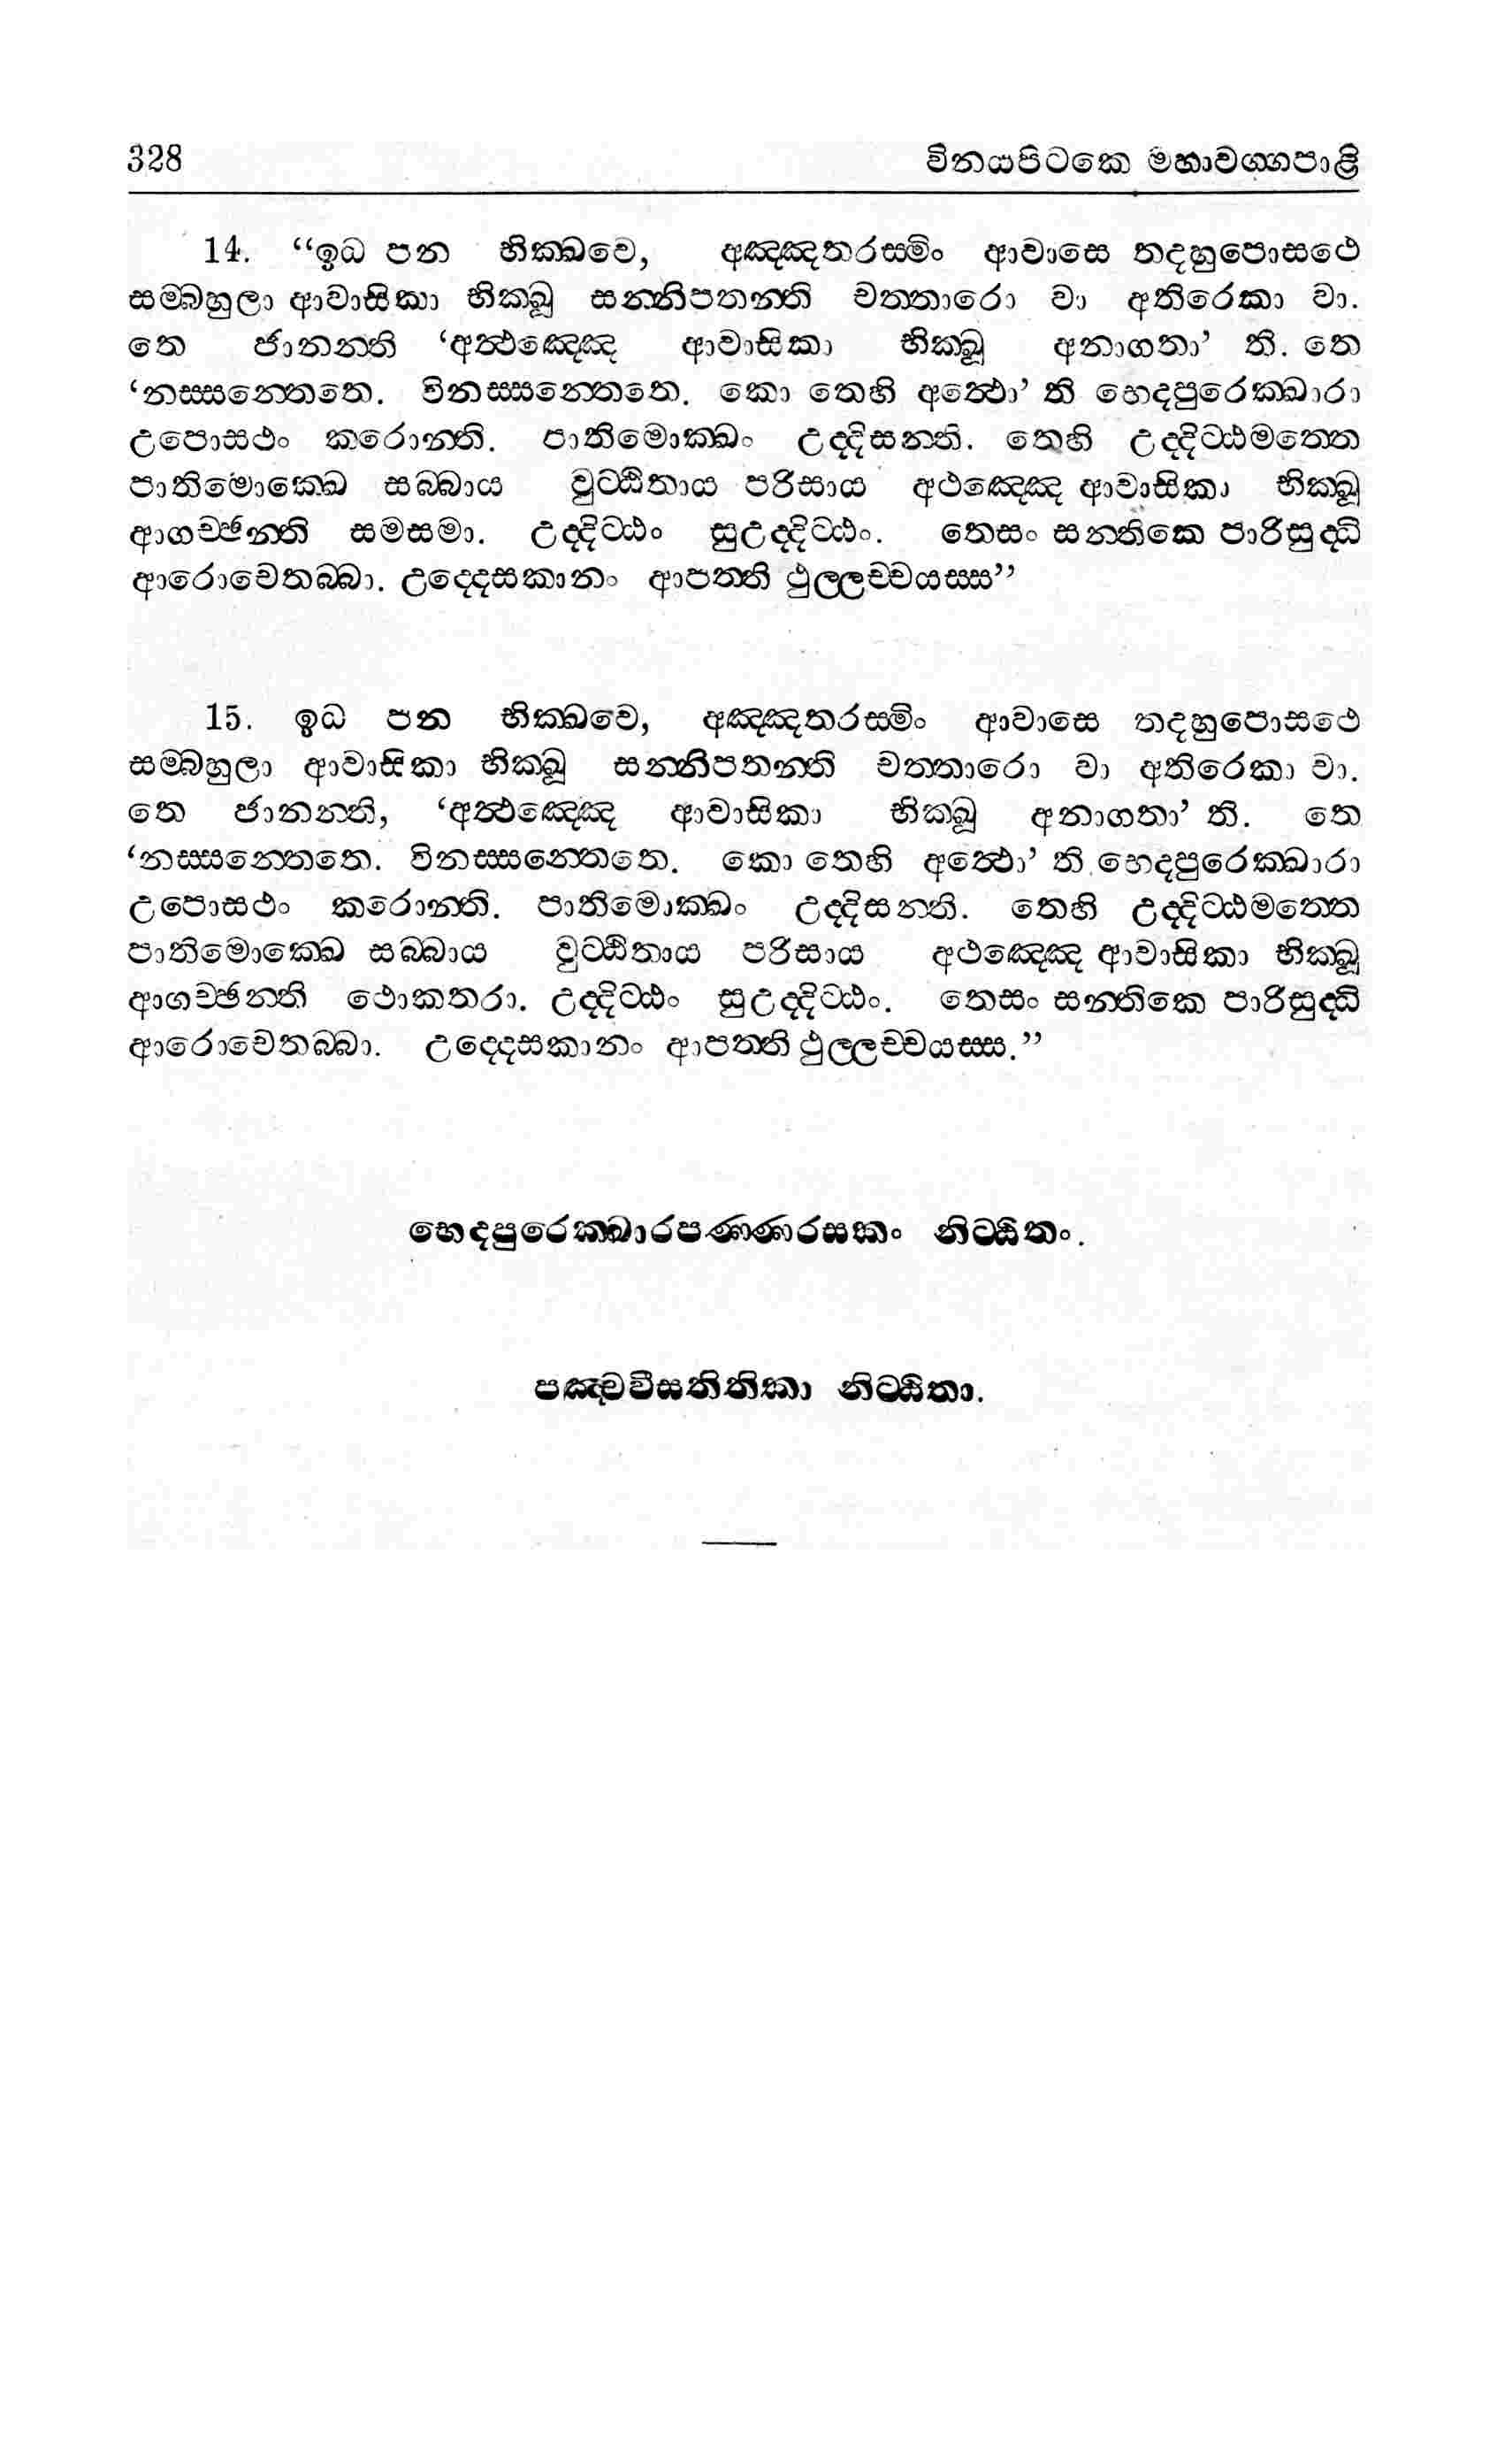 328 විනයපිටකෙ මහාවග්ගපාළි
14. “ඉධ පන භික්ඛවෙ, අඤ්ඤතරස්මිං ආවාසෙ තදහුපොසථෙ
සම්බහුලා ආවාසිකා භික්ඛූ සන්නිපතන්ති චත්තාරො වා අතිරෙකා වා.
තෙ ජානන්ති ‘අත්ථඤ්ඤෙ ආවාසිකා භික්ඛූ අනාගතා’ ති. තෙ
‘නස්සන්තෙතෙ. විනස්සන්තෙතෙ. කො තෙහි අත්ථො’ ති භෙදපුරෙක්ඛාරා
උපොසථං කරොන්ති. පාතිමොක්ඛං උද්දිසන්ති. තෙහි උද්දිට්ඨමත්තෙ
පාතිමොක්ඛෙ සබ්බාය වුට්ඨිතාය පරිසාය අථඤ්ඤෙ ආවාසිකා භික්ඛූ
ආගච්ඡන්ති සමසමා. උද්දිට්ඨං සුඋද්දිට්ඨං. තෙසං සන්තිකෙ පාරිසුද්ධි
ආරොචෙතබ්බා. උද්දෙසකානං ආපත්ති ථුල්ලච්චයස්ස”
15. ඉධ පන භික්ඛවෙ, අඤ්ඤතරස්මිං ආවාසෙ තදහුපොසථෙ
සම්බහුලා ආවාසිකා භික්ඛූ සන්නිපතන්ති චත්තාරො වා අතිරෙකා වා.
තෙ ජානන්ති, ‘අත්ථඤ්ඤෙ ආවාසිකා භික්ඛූ අනාගතා’ ති. තෙ
‘නස්සන්තෙතෙ. විනස්සන්තෙතෙ. කො තෙහි අත්ථො’ ති භෙදපුරෙක්ඛාරා
උපොසථං කරොන්ති. පාතිමොක්ඛං උද්දිසන්ති. තෙහි උද්දිට්ඨමත්තෙ
පාතිමොක්ඛෙ සබ්බාය වුට්ඨිතාය පරිසාය අථඤ්ඤෙ ආවාසිකා භික්ඛූ
ආගච්ඡන්ති ථොකතරා. උද්දිට්ඨං සුඋද්දිට්ඨං. තෙසං සන්තිකෙ පාරිසුද්ධි
ආරොචෙතබ්බා. උද්දෙසකානං ආපත්ති ථුල්ලච්චයස්ස.”
භෙදපුරෙක්ඛාරපණ්ණරසකං නිට්ඨිතං.
පඤ්චවීසතිතිකා නිට්ඨිතා.